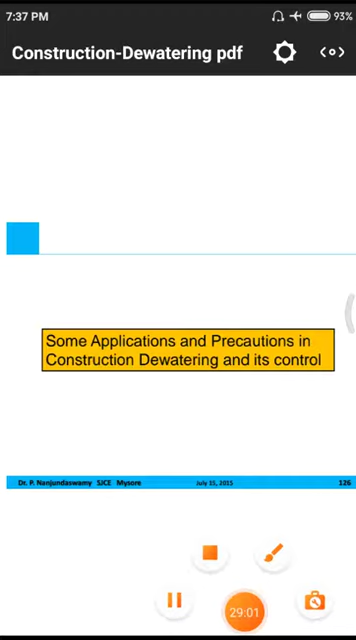 7:37 PM
93%
Construction-Dewatering pdf
Some Applications and Precautions in
Construction Dewatering and its control
Dr. P. Nanjundaswamy SJCE Mysore
July 15, 2015
126
29:01